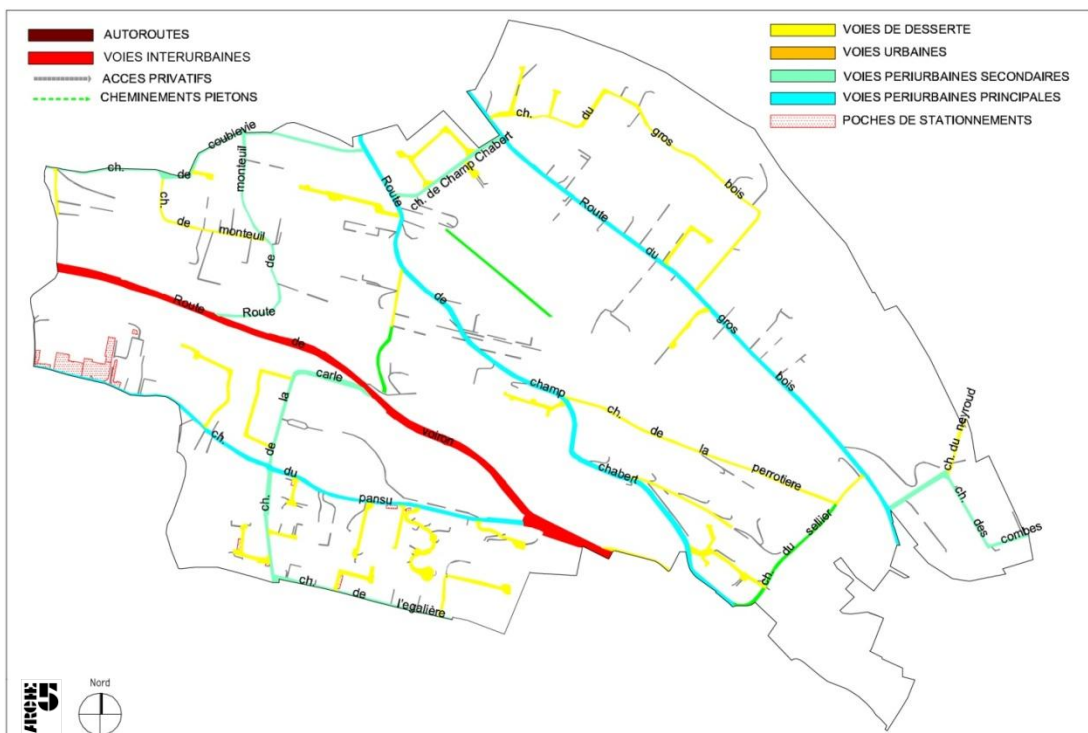 AUTOROUTES
VOIES INTERURBAINES
ACCES PRIVATIFS
CHEMINEMENTS PIETONS
VOIES DE DESSERTE
VOIES URBAINES
VOIES PERIURBAINES SECONDAIRES
VOIES PERIURBAINES PRINCIPALES
POCHES DE STATIONNEMENTS
ch. du gros bois
ch. de coublevie
Route de monteuil
ch. de monteuil
ch. de Champ Chabert
Route du gros bois
Route de champ chabert
Route de voiron
ch. de la carle
ch. du pansu
ch. de la perrotiere
ch. du sellier
ch. du neyroud
ch. des combes
ch. de l'egalière
ARCHE 5
Nord